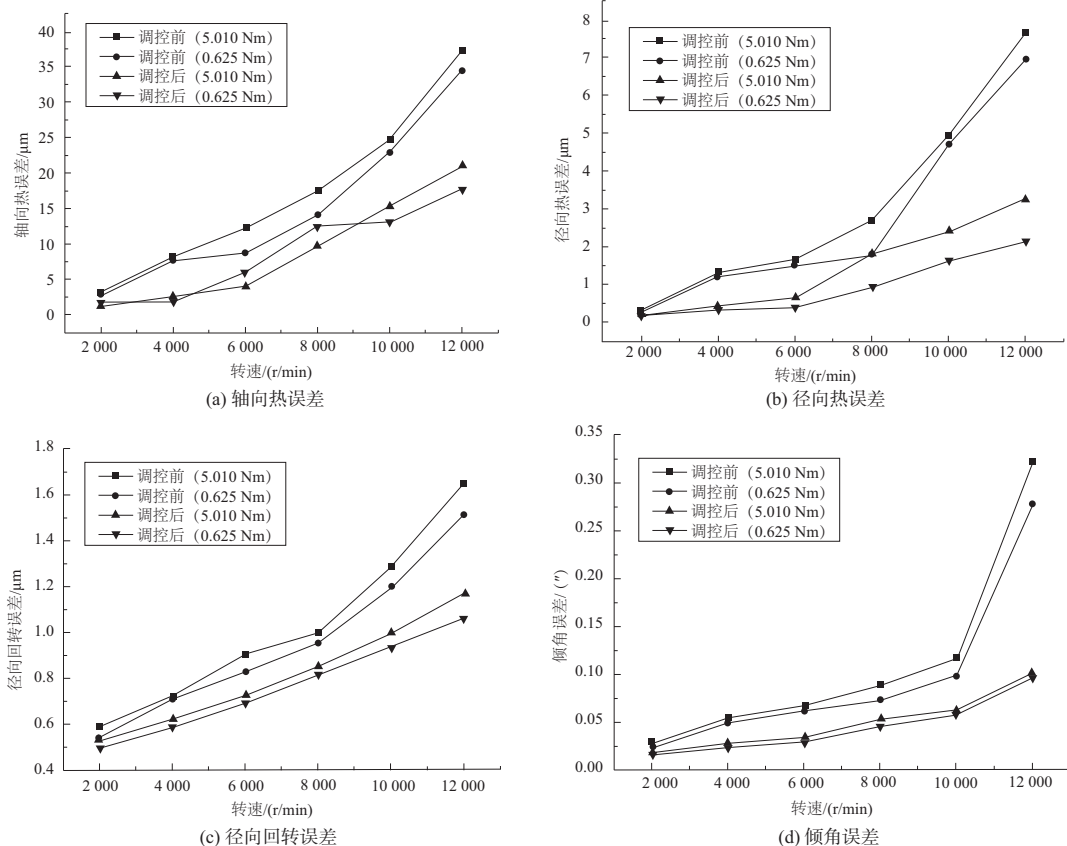 40
35
30
25
20
15
10
5
0
轴向热误差/μm
调控前（5.010 Nm）
调控前（0.625 Nm）
调控后（5.010 Nm）
调控后（0.625 Nm）
2 000 4 000 6 000 8 000 10 000 12 000
转速/(r/min)
(a) 轴向热误差
8
7
6
5
4
3
2
1
0
径向热误差/μm
调控前（5.010 Nm）
调控前（0.625 Nm）
调控后（5.010 Nm）
调控后（0.625 Nm）
2 000 4 000 6 000 8 000 10 000 12 000
转速/(r/min)
(b) 径向热误差
1.8
1.6
1.4
1.2
1.0
0.8
0.6
0.4
径向回转误差/μm
调控前（5.010 Nm）
调控前（0.625 Nm）
调控后（5.010 Nm）
调控后（0.625 Nm）
2 000 4 000 6 000 8 000 10 000 12 000
转速/(r/min)
(c) 径向回转误差
0.35
0.30
0.25
0.20
0.15
0.10
0.05
0.00
倾角误差/（″）
调控前（5.010 Nm）
调控前（0.625 Nm）
调控后（5.010 Nm）
调控后（0.625 Nm）
2 000 4 000 6 000 8 000 10 000 12 000
转速/(r/min)
(d) 倾角误差